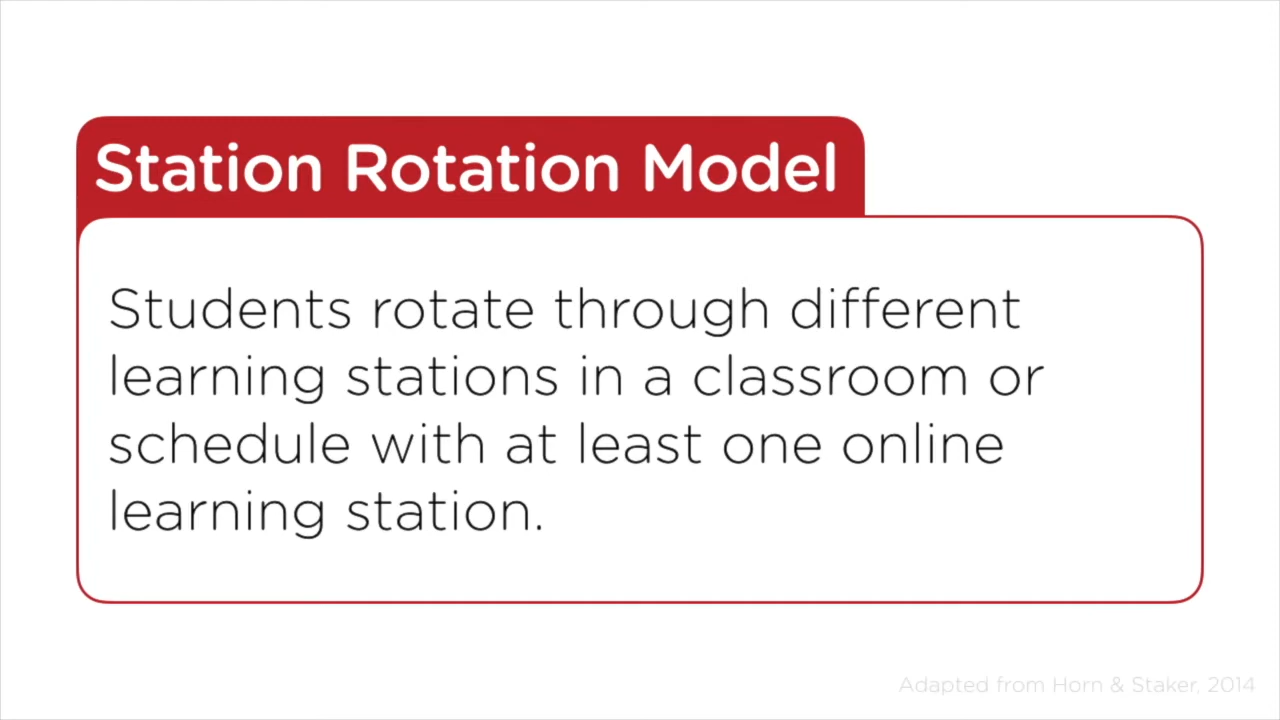 Station Rotation Model
Students rotate through different
learning stations in a classroom or
schedule with at least one online
learning station.
Adapted from Horn & Staker, 2014